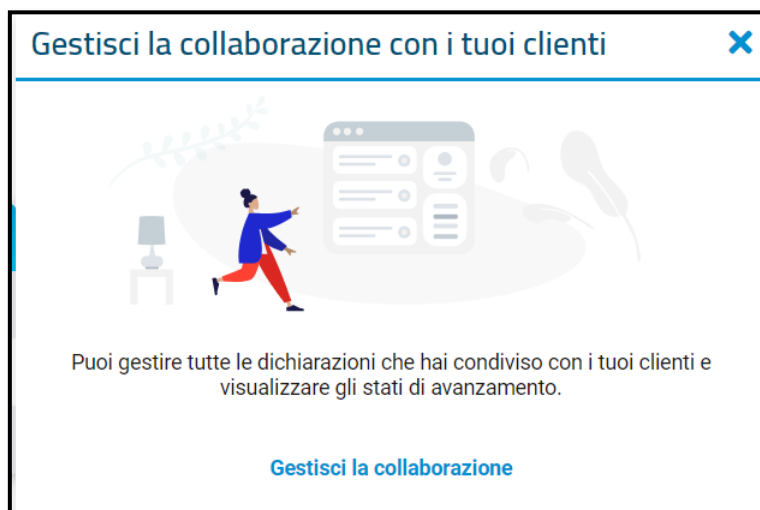 Gestisci la collaborazione con i tuoi clienti
Puoi gestire tutte le dichiarazioni che hai condiviso con i tuoi clienti e
visualizzare gli stati di avanzamento.
Gestisci la collaborazione